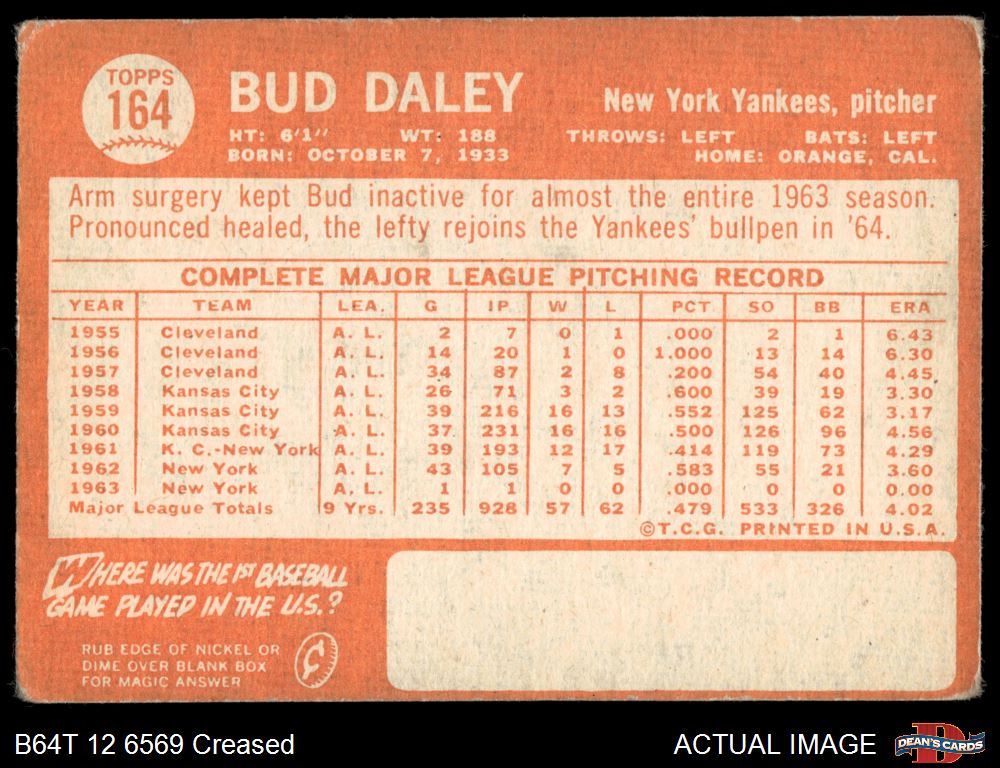 TOPPS
164
BUD DALEY
New York Yankees, pitcher
HT: 6'1" WT: 188 THROWS: LEFT BATS: LEFT
BORN: OCTOBER 7, 1933 HOME: ORANGE, CAL.
Arm surgery kept Bud inactive for almost the entire 1963 season.
Pronounced healed, the lefty rejoins the Yankees' bullpen in '64.
COMPLETE MAJOR LEAGUE PITCHING RECORD
YEAR TEAM LEA. G IP W L PCT SO BB ERA
1955 Cleveland A. L. 2 7 0 1 .000 2 1 6.43
1956 Cleveland A. L. 14 20 1 0 1.000 13 14 6.30
1957 Cleveland A. L. 34 87 2 8 .200 54 40 4.45
1958 Kansas City A. L. 26 71 3 2 .600 39 19 3.30
1959 Kansas City A. L. 39 216 16 13 .552 125 62 3.17
1960 Kansas City A. L. 37 231 16 16 .500 126 96 4.56
1961 K. C.-New York A. L. 39 193 12 17 .414 119 73 4.29
1962 New York A. L. 43 105 7 5 .583 55 21 3.60
1963 New York A. L. 1 1 0 0 .000 0 0 0.00
Major League Totals 9 Yrs. 235 928 57 62 .479 533 326 4.02
©T.C.G. PRINTED IN U.S.A.
WHERE WAS THE 1ST BASEBALL
GAME PLAYED IN THE U.S.?
RUB EDGE OF NICKEL OR
DIME OVER BLANK BOX
FOR MAGIC ANSWER
B64T 12 6569 Creased
ACTUAL IMAGE
D
DEAN'S CARDS